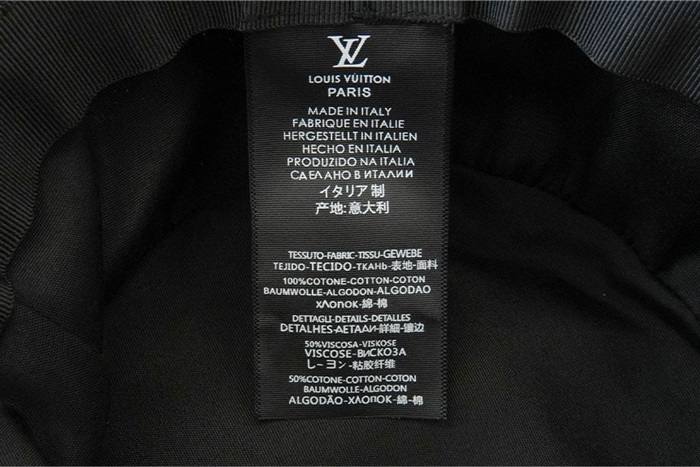 LV
LOUIS VUITTON
PARIS
MADE IN ITALY
FABRIQUE EN ITALIE
HERGESTELLT IN ITALIEN
HECHO EN ITALIA
PRODUZIDO NA ITALIA
СДЕЛАНО В ИТАЛИИ
イタリア制
产地:意大利
TESSUTO-FABRIC-TISSU-GEWEBE
TEJIDO-TECIDO-ТКАНЬ-表地-面料
100%COTONE-COTTON-COTON
BAUMWOLLE-ALGODON-ALGODAO
ХЛОПОК-綿-棉
DETTAGLI-DETAILS-DETALLES
DETALHES-ДЕТАЛИ-詳細-镶边
50%VISCOSA-VISKOSE
VISCOSE-ВИСКОЗА
レーヨン-粘胶纤维
50%COTONE-COTTON-COTON
BAUMWOLLE-ALGODON
ALGODÃO-ХЛОПОК-綿-棉